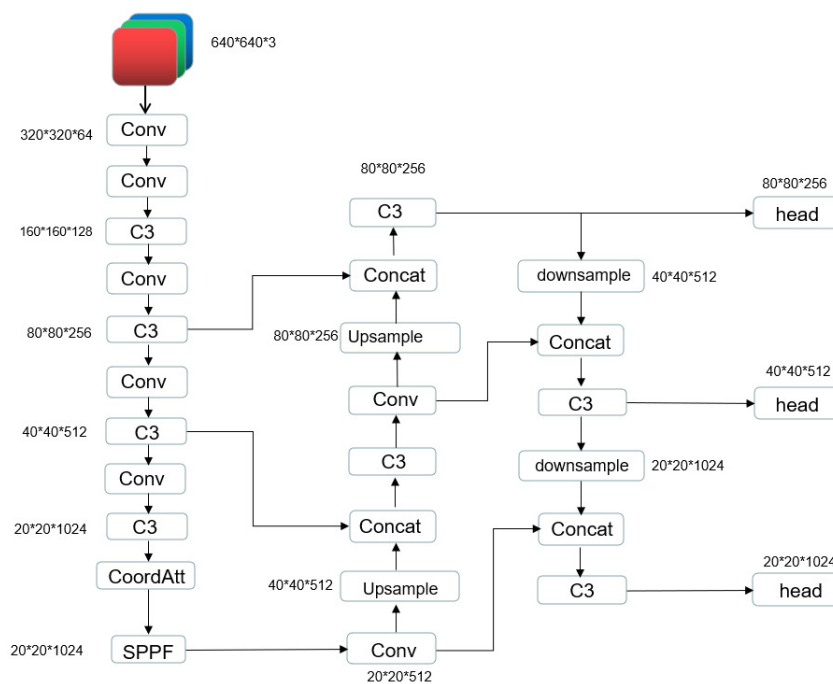 640*640*3
320*320*64
Conv
Conv
160*160*128
C3
Conv
80*80*256
C3
Conv
40*40*512
C3
Conv
20*20*1024
C3
CoordAtt
20*20*1024
SPPF
80*80*256
C3
Concat
80*80*256
Upsample
Conv
C3
Concat
40*40*512
Upsample
Conv
20*20*512
80*80*256
head
downsample
40*40*512
Concat
40*40*512
C3
head
downsample
20*20*1024
Concat
20*20*1024
C3
head